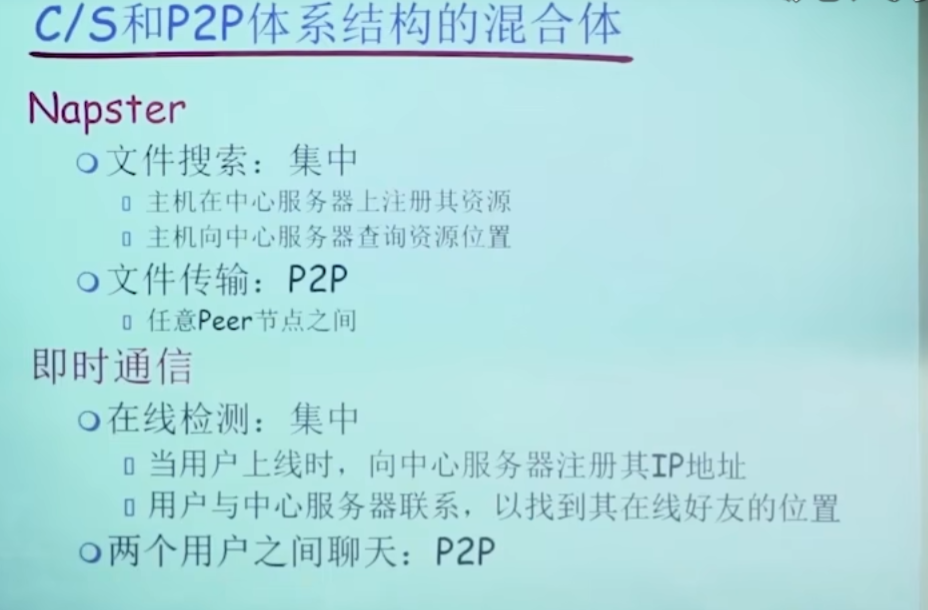 C/S和P2P体系结构的混合体
Napster
文件搜索：集中
主机在中心服务器上注册其资源
主机向中心服务器查询资源位置
文件传输：P2P
任意Peer节点之间
即时通信
在线检测：集中
当用户上线时，向中心服务器注册其IP地址
用户与中心服务器联系，以找到其在线好友的位置
两个用户之间聊天：P2P